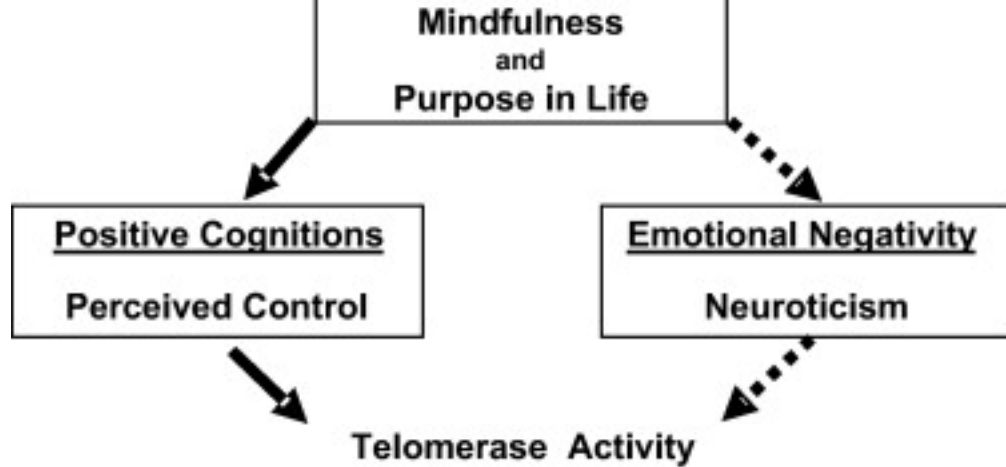 Mindfulness
and
Purpose in Life
Positive Cognitions
Perceived Control
Emotional Negativity
Neuroticism
Telomerase Activity